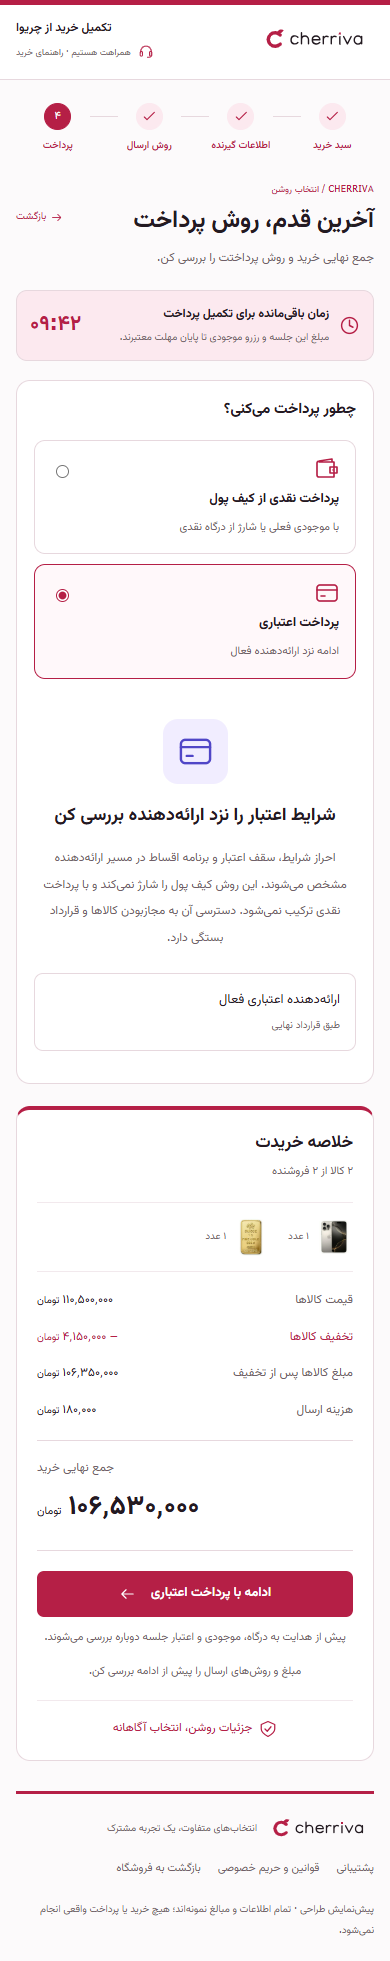 cherriva
تکمیل خرید از چریوا
همراهت هستیم · راهنمای خرید
سبد خرید
اطلاعات گیرنده
روش ارسال
۴
پرداخت
CHERRIVA / انتخاب روشن
آخرین قدم، روش پرداخت
بازگشت
جمع نهایی خرید و روش پرداختت را بررسی کن.
زمان باقی‌مانده برای تکمیل پرداخت
مبلغ این جلسه و رزرو موجودی تا پایان مهلت معتبرند.
۰۹:۴۲
چطور پرداخت می‌کنی؟
پرداخت نقدی از کیف پول
با موجودی فعلی یا شارژ از درگاه نقدی
پرداخت اعتباری
ادامه نزد ارائه‌دهنده فعال
شرایط اعتبار را نزد ارائه‌دهنده بررسی کن
احراز شرایط، سقف اعتبار و برنامه اقساط در مسیر ارائه‌دهنده
مشخص می‌شوند. این روش کیف پول را شارژ نمی‌کند و با پرداخت
نقدی ترکیب نمی‌شود. دسترسی آن به مجازبودن کالاها و قرارداد
بستگی دارد.
ارائه‌دهنده اعتباری فعال
طبق قرارداد نهایی
خلاصه خریدت
۲ کالا از ۲ فروشنده
۱ عدد
۱ عدد
قیمت کالاها
۱۱۰,۵۰۰,۰۰۰ تومان
تخفیف کالاها
− ۴,۱۵۰,۰۰۰ تومان
مبلغ کالاها پس از تخفیف
۱۰۶,۳۵۰,۰۰۰ تومان
هزینه ارسال
۱۸۰,۰۰۰ تومان
جمع نهایی خرید
۱۰۶,۵۳۰,۰۰۰ تومان
ادامه با پرداخت اعتباری
پیش از هدایت به درگاه، موجودی و اعتبار جلسه دوباره بررسی می‌شوند.
مبلغ و روش‌های ارسال را پیش از ادامه بررسی کن.
جزئیات روشن، انتخاب آگاهانه
cherriva
انتخاب‌های متفاوت، یک تجربه مشترک
پشتیبانی
قوانین و حریم خصوصی
بازگشت به فروشگاه
پیش‌نمایش طراحی · تمام اطلاعات و مبالغ نمونه‌اند؛ هیچ خرید یا پرداخت واقعی انجام
نمی‌شود.